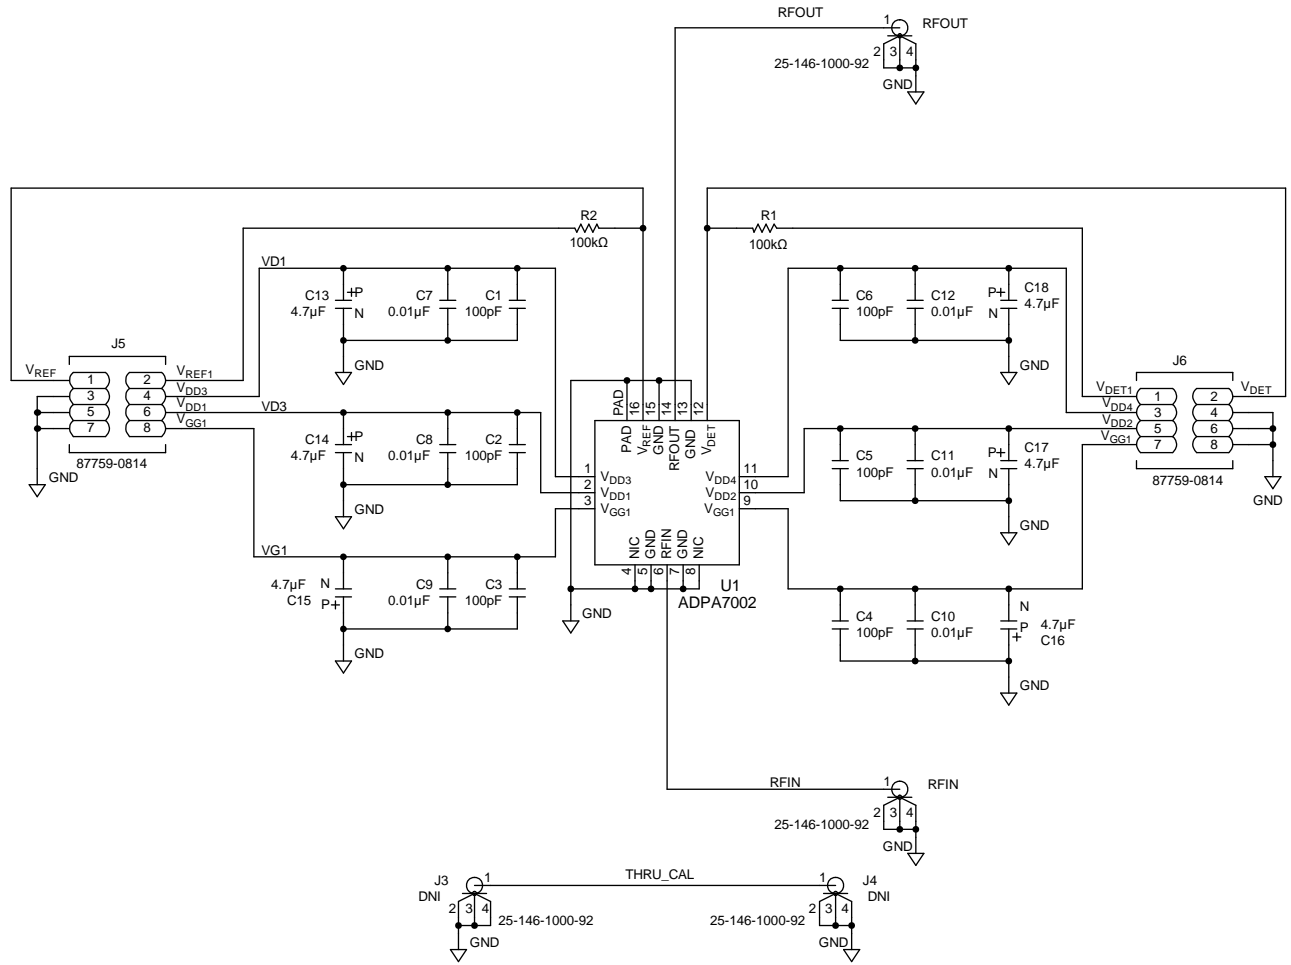 RFOUT
1
RFOUT
2 3 4
25-146-1000-92
GND
R2
100kΩ
R1
100kΩ
VD1
C13
4.7µF
+P
N
C7
0.01µF
C1
100pF
GND
C6
100pF
C12
0.01µF
P+
N
C18
4.7µF
GND
J5
VREF
1
2
VREF1
3
4
VDD3
5
6
VDD1
7
8
VGG1
87759-0814
GND
VD3
C14
4.7µF
+P
N
C8
0.01µF
C2
100pF
GND
VG1
4.7µF
C15
N
P+
C9
0.01µF
C3
100pF
GND
PAD
16
15
14
13
12
PAD
VREF
GND
RFOUT
GND
VDET
1
VDD3
2
VDD1
3
VGG1
11
VDD4
10
VDD2
9
VGG1
NIC
GND
RFIN
GND
NIC
4
5
6
7
8
U1
ADPA7002
GND
C5
100pF
C11
0.01µF
P+
N
C17
4.7µF
GND
C4
100pF
C10
0.01µF
N
P
+
4.7µF
C16
GND
J6
VDET1
1
2
VDET
VDD4
3
4
VDD2
5
6
VGG1
7
8
87759-0814
GND
RFIN
1
RFIN
2 3 4
25-146-1000-92
GND
J3
DNI
1
2 3 4
25-146-1000-92
GND
THRU_CAL
1
J4
DNI
2 3 4
25-146-1000-92
GND